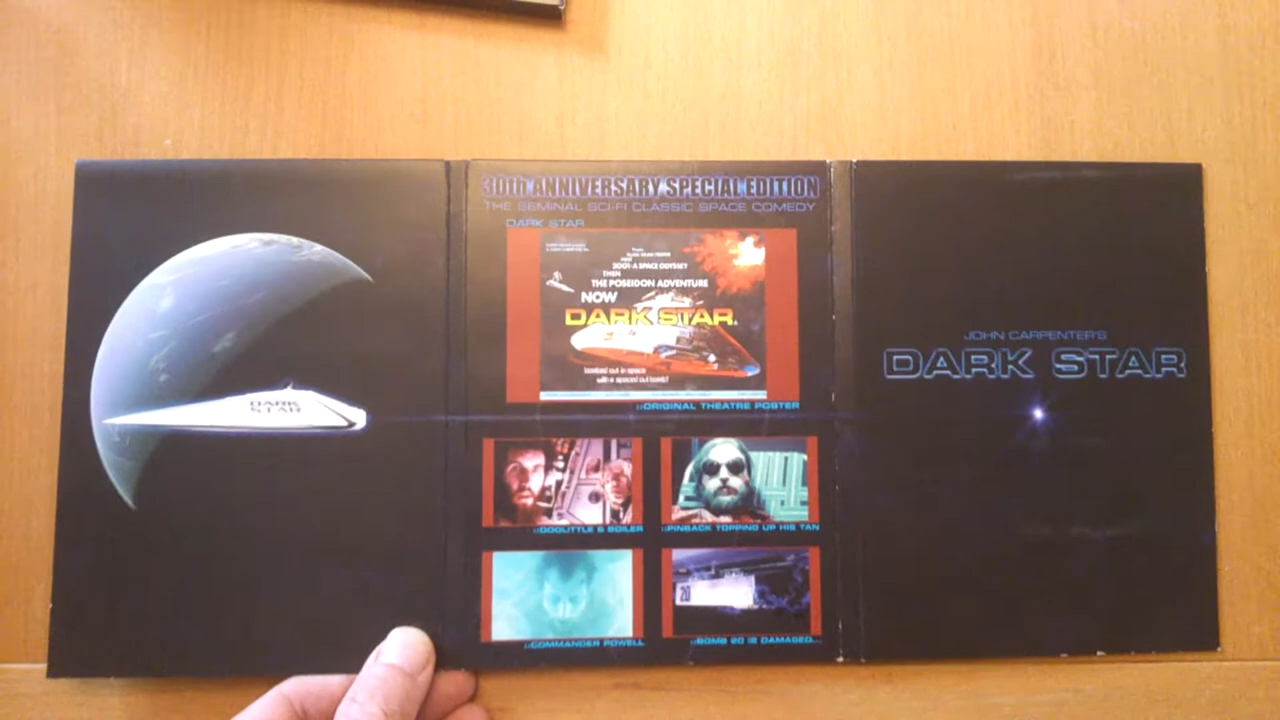 DARK
STAR
30th ANNIVERSARY SPECIAL EDITION
THE SEMINAL SCI-FI CLASSIC SPACE COMEDY
DARK STAR
2001-A SPACE ODYSSEY
THEN
THE POSEIDON ADVENTURE
NOW
DARK STAR
::ORIGINAL THEATRE POSTER
::DOOLITTLE & BOILER
::PINBACK TOPPING UP HIS TAN
20
::COMMANDER POWELL
::BOMB 20 IS DAMAGED...
JOHN CARPENTER'S
DARK STAR